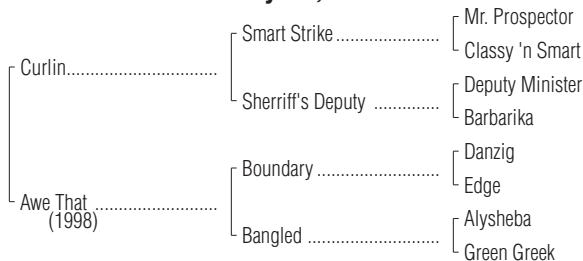 Mr. Prospector
Smart Strike
Classy 'n Smart
Curlin
Deputy Minister
Sherriff's Deputy
Barbarika
Danzig
Boundary
Edge
Awe That
(1998)
Alysheba
Bangled
Green Greek